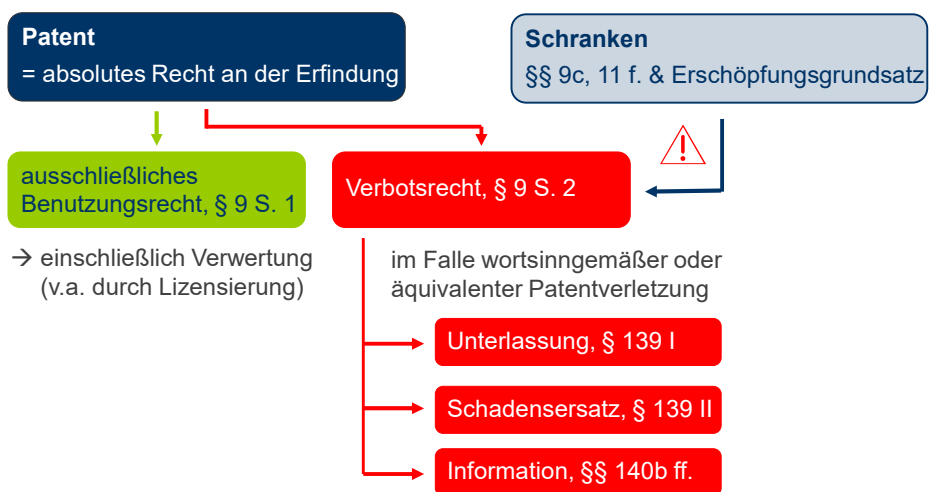 Patent
= absolutes Recht an der Erfindung
Schranken
§§ 9c, 11 f. & Erschöpfungsgrundsatz
ausschließliches
Benutzungsrecht, § 9 S. 1
Verbotsrecht, § 9 S. 2
→ einschließlich Verwertung
(v.a. durch Lizensierung)
im Falle wortsinngemäßer oder
äquivalenter Patentverletzung
Unterlassung, § 139 I
Schadensersatz, § 139 II
Information, §§ 140b ff.